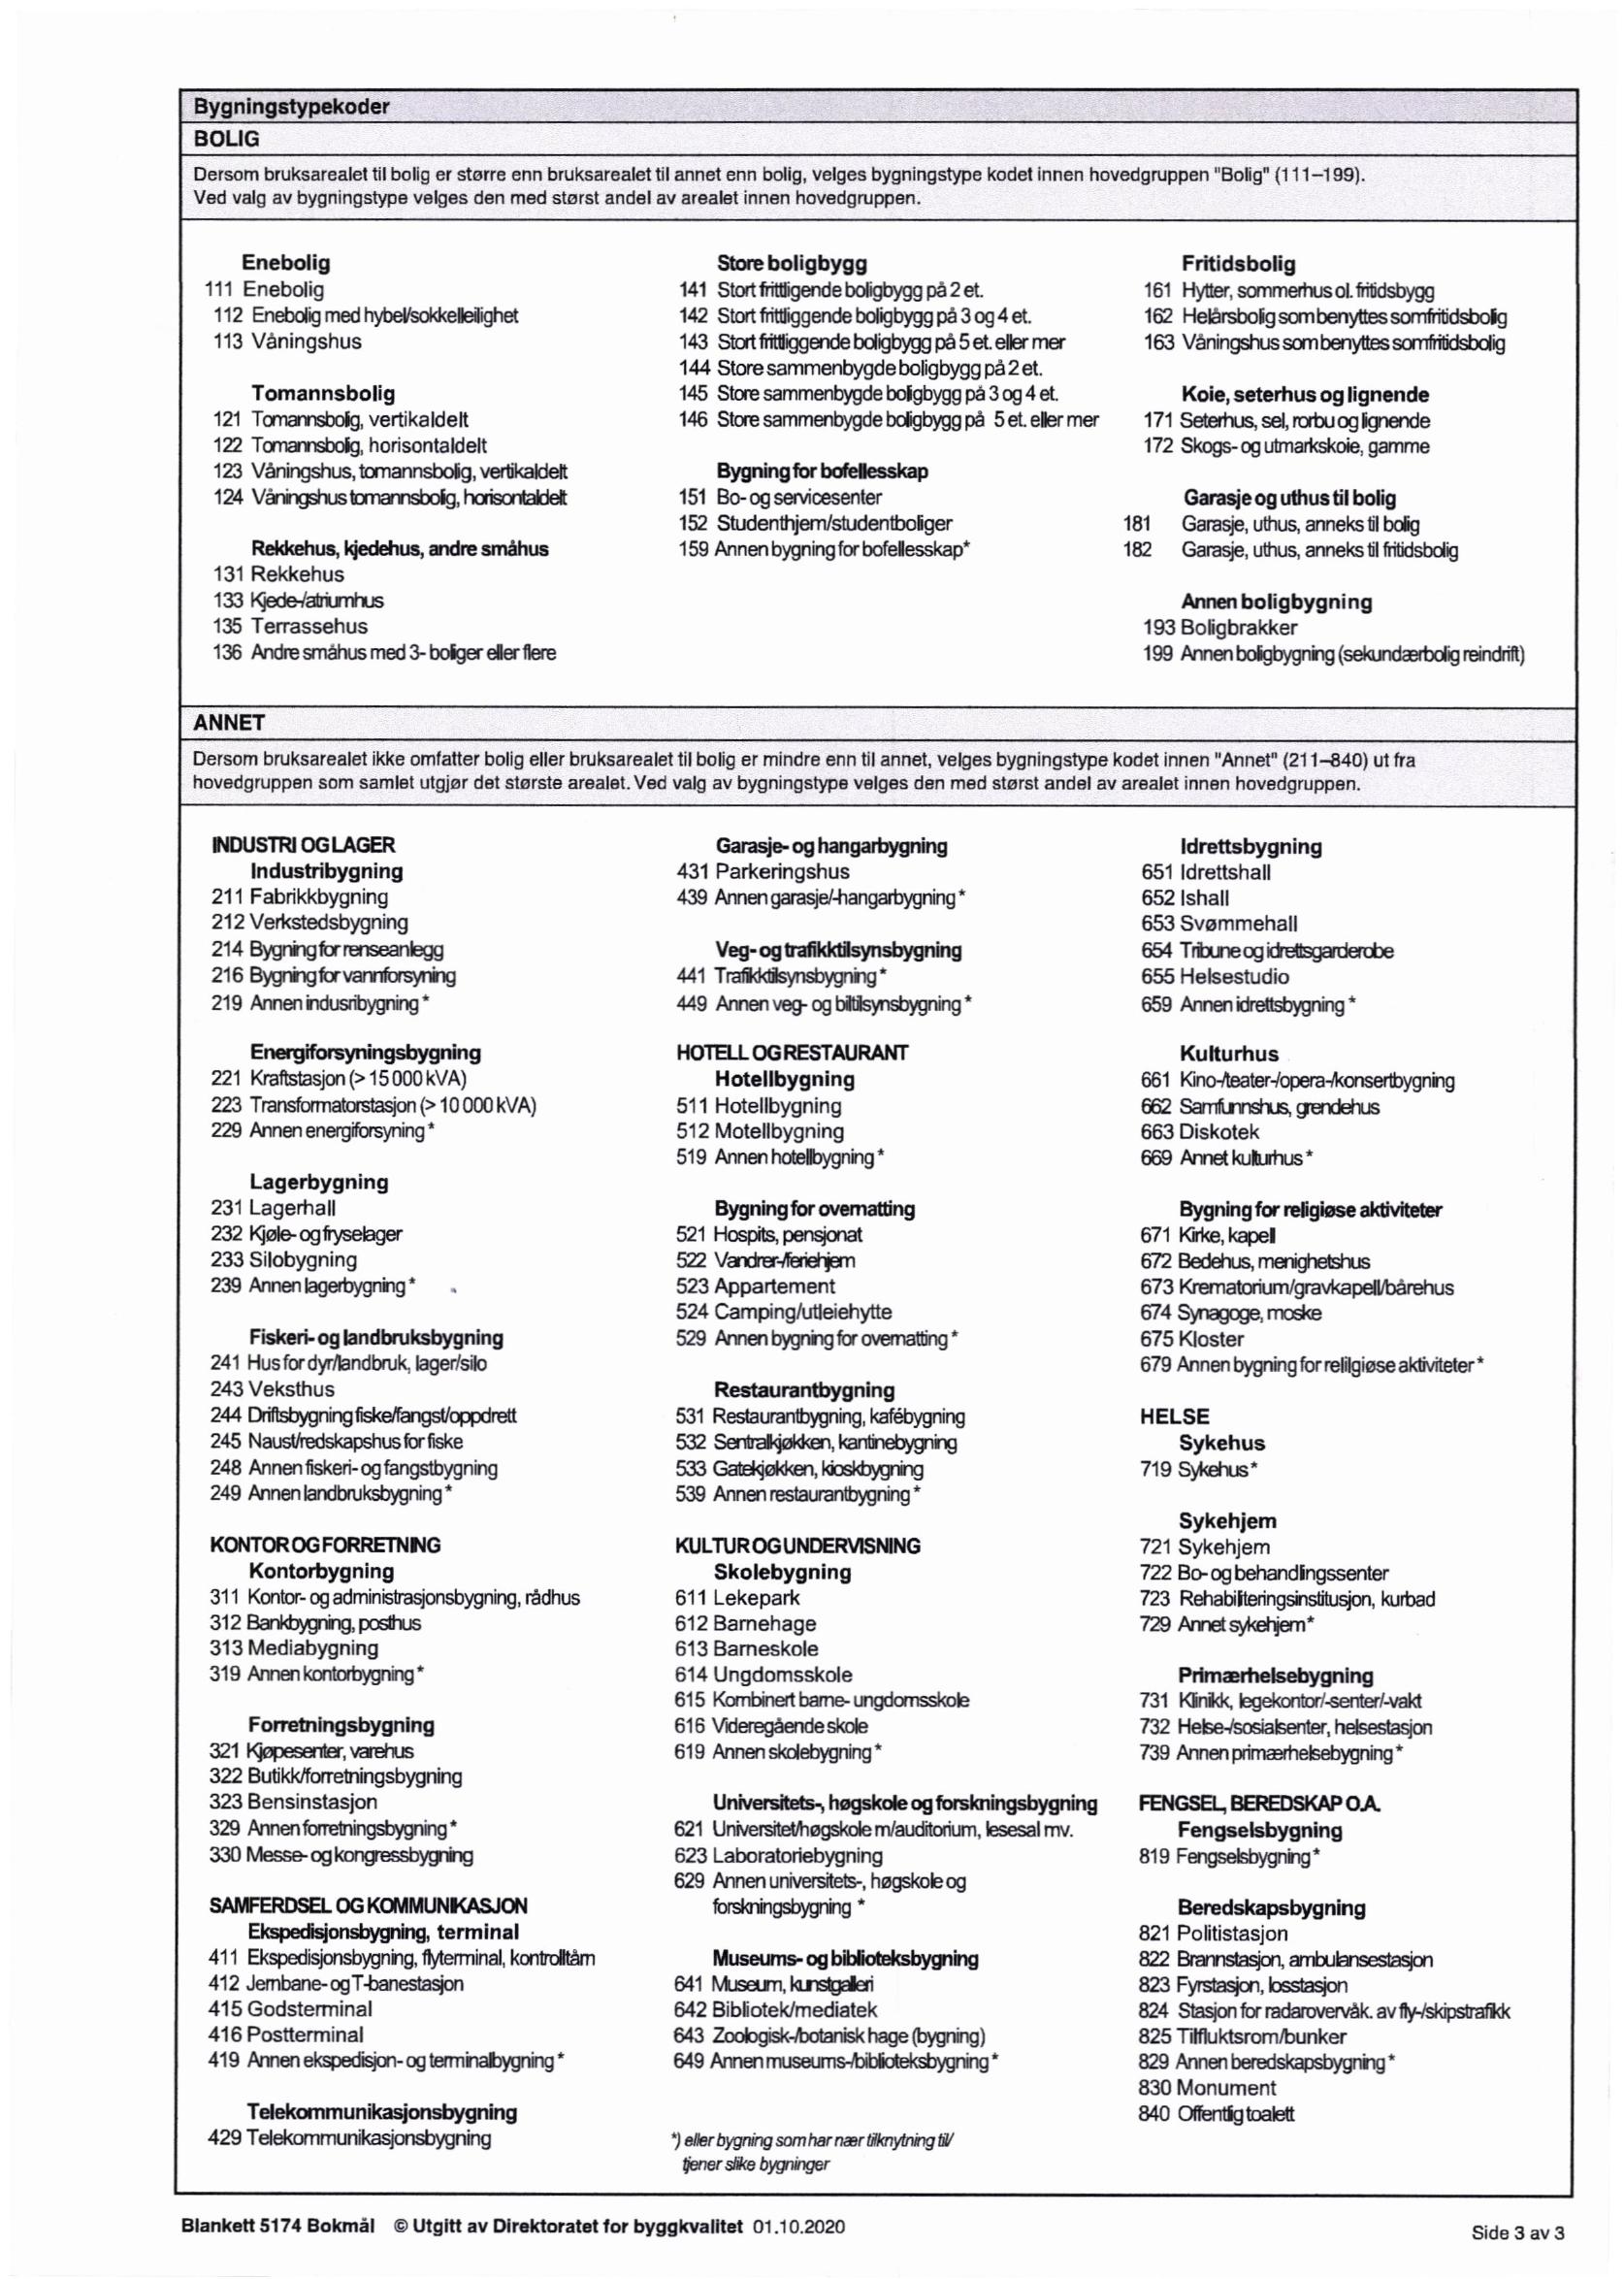 Bygningstypekoder
BOLIG
Dersom bruksarealet til bolig er større enn bruksarealet til annet enn bolig, velges bygningstype kodet innen hovedgruppen "Bolig" (111–199).
Ved valg av bygningstype velges den med størst andel av arealet innen hovedgruppen.
Enebolig
111 Enebolig
112 Enebolig med hybel/sokkelleilighet
113 Våningshus
Tomannsbolig
121 Tomannsbolig, vertikaldelt
122 Tomannsbolig, horisontaldelt
123 Våningshus, tomannsbolig, vertikaldelt
124 Våningshus tomannsbolig, horisontaldelt
Rekkehus, kjedehus, andre småhus
131 Rekkehus
133 Kjede-/atriumhus
135 Terrassehus
136 Andre småhus med 3- boliger eller flere
Store boligbygg
141 Stort frittligende boligbygg på 2 et.
142 Stort frittliggende boligbygg på 3 og 4 et.
143 Stort frittliggende boligbygg på 5 et. eller mer
144 Store sammenbygde boligbygg på 2 et.
145 Store sammenbygde boligbygg på 3 og 4 et.
146 Store sammenbygde boligbygg på 5 et. eller mer
Bygning for bofellesskap
151 Bo- og servicesenter
152 Studenthjem/studentboliger
159 Annen bygning for bofellesskap*
Fritidsbolig
161 Hytter, sommerhus ol. fritidsbygg
162 Helårsbolig som benyttes som fritidsbolig
163 Våningshus som benyttes som fritidsbolig
Koie, seterhus og lignende
171 Seterhus, sel, rorbu og lignende
172 Skogs- og utmarkskoie, gamme
Garasje og uthus til bolig
181 Garasje, uthus, anneks til bolig
182 Garasje, uthus, anneks til fritidsbolig
Annen boligbygning
193 Boligbrakker
199 Annen boligbygning (sekundærbolig reindrift)
ANNET
Dersom bruksarealet ikke omfatter bolig eller bruksarealet til bolig er mindre enn til annet, velges bygningstype kodet innen "Annet" (211–840) ut fra
hovedgruppen som samlet utgjør det største arealet. Ved valg av bygningstype velges den med størst andel av arealet innen hovedgruppen.
INDUSTRI OG LAGER
Industribygning
211 Fabrikkbygning
212 Verkstedsbygning
214 Bygning for renseanlegg
216 Bygning for vannforsyning
219 Annen indusribygning*
Energiforsyningsbygning
221 Kraftstasjon (> 15 000 kVA)
223 Transformatorstasjon (> 10 000 kVA)
229 Annen energiforsyning*
Lagerbygning
231 Lagerhall
232 Kjøle- og fryselager
233 Silobygning
239 Annen lagerbygning*
Fiskeri- og landbruksbygning
241 Hus for dyr/landbruk, lager/silo
243 Veksthus
244 Driftsbygning fiske/fangst/oppdrett
245 Naust/redskapshus for fiske
248 Annen fiskeri- og fangstbygning
249 Annen landbruksbygning*
KONTOR OG FORRETNING
Kontorbygning
311 Kontor- og administrasjonsbygning, rådhus
312 Bankbygning, posthus
313 Mediabygning
319 Annen kontorbygning*
Forretningsbygning
321 Kjøpesenter, varehus
322 Butikk/forretningsbygning
323 Bensinstasjon
329 Annen forretningsbygning*
330 Messe- og kongressbygning
SAMFERDSEL OG KOMMUNIKASJON
Ekspedisjonsbygning, terminal
411 Ekspedisjonsbygning, flyterminal, kontrolltårn
412 Jernbane- og T-banestasjon
415 Godsterminal
416 Postterminal
419 Annen ekspedisjon- og terminalbygning*
Telekommunikasjonsbygning
429 Telekommunikasjonsbygning
Garasje- og hangarbygning
431 Parkeringshus
439 Annen garasje/-hangarbygning*
Veg- og trafikktilsynsbygning
441 Trafikktilsynsbygning*
449 Annen veg- og biltilsynsbygning*
HOTELL OG RESTAURANT
Hotellbygning
511 Hotellbygning
512 Motellbygning
519 Annen hotellbygning*
Bygning for overnatting
521 Hospits, pensjonat
522 Vandrer-/feriehjem
523 Appartement
524 Camping/utleiehytte
529 Annen bygning for overnatting*
Restaurantbygning
531 Restaurantbygning, kafébygning
532 Sentralkjøkken, kantinebygning
533 Gatekjøkken, kioskbygning
539 Annen restaurantbygning*
KULTUR OG UNDERVISNING
Skolebygning
611 Lekepark
612 Barnehage
613 Barneskole
614 Ungdomsskole
615 Kombinert barne- ungdomsskole
616 Videregående skole
619 Annen skolebygning*
Universitets-, høgskole og forskningsbygning
621 Universitet/høgskole m/auditorium, lesesal mv.
623 Laboratoriebygning
629 Annen universitets-, høgskole og
forskningsbygning *
Museums- og biblioteksbygning
641 Museum, kunstgalleri
642 Bibliotek/mediatek
643 Zoologisk-/botanisk hage (bygning)
649 Annen museums-/biblioteksbygning*
*) eller bygning som har nær tilknytning til/
tjener slike bygninger
Idrettsbygning
651 Idrettshall
652 Ishall
653 Svømmehall
654 Tribune og idrettsgarderobe
655 Helsestudio
659 Annen idrettsbygning*
Kulturhus
661 Kino-/teater-/opera-/konsertbygning
662 Samfunnshus, grendehus
663 Diskotek
669 Annet kulturhus*
Bygning for religiøse aktiviteter
671 Kirke, kapell
672 Bedehus, menighetshus
673 Krematorium/gravkapell/bårehus
674 Synagoge, moske
675 Kloster
679 Annen bygning for relilgiøse aktiviteter*
HELSE
Sykehus
719 Sykehus*
Sykehjem
721 Sykehjem
722 Bo- og behandlingssenter
723 Rehabiliteringsinstitusjon, kurbad
729 Annet sykehjem*
Primærhelsebygning
731 Klinikk, legekontor/-senter/-vakt
732 Helse-/sosialsenter, helsestasjon
739 Annen primærhelsebygning*
FENGSEL, BEREDSKAP O.A.
Fengselsbygning
819 Fengselsbygning*
Beredskapsbygning
821 Politistasjon
822 Brannstasjon, ambulansestasjon
823 Fyrstasjon, losstasjon
824 Stasjon for radarovervåk. av fly-/skipstrafikk
825 Tilfluktsrom/bunker
829 Annen beredskapsbygning*
830 Monument
840 Offentlig toalett
Blankett 5174 Bokmål © Utgitt av Direktoratet for byggkvalitet 01.10.2020
Side 3 av 3